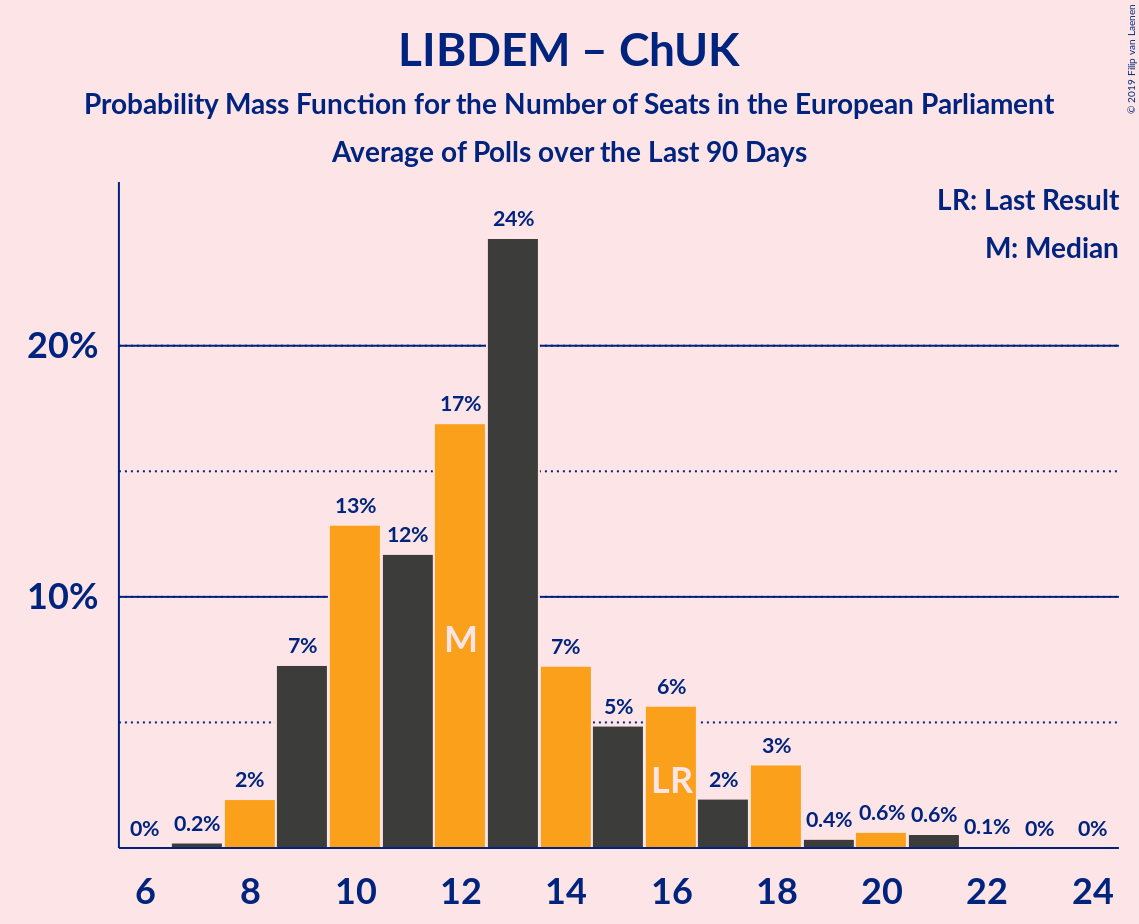 LIBDEM – ChUK
Probability Mass Function for the Number of Seats in the European Parliament
Average of Polls over the Last 90 Days
© 2019 Filip van Laenen
LR: Last Result
M: Median
20%
10%
0%
0.2%
2%
7%
13%
12%
17%
24%
7%
5%
6%
2%
3%
0.4%
0.6%
0.6%
0.1%
0%
0%
M
LR
6 8 10 12 14 16 18 20 22 24